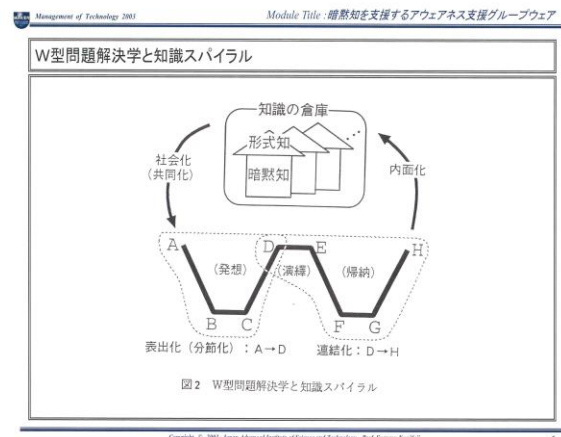 Management of Technology 2003
Module Title : 暗黙知を支援するアウェアネス支援グループウェア
W型問題解決学と知識スパイラル
知識の倉庫
形式知
暗黙知
社会化
(共同化)
内面化
A
D
E
H
(発想)
(演繹)
(帰納)
B
C
F
G
表出化(分節化):A→D
連結化:D→H
図2 W型問題解決学と知識スパイラル